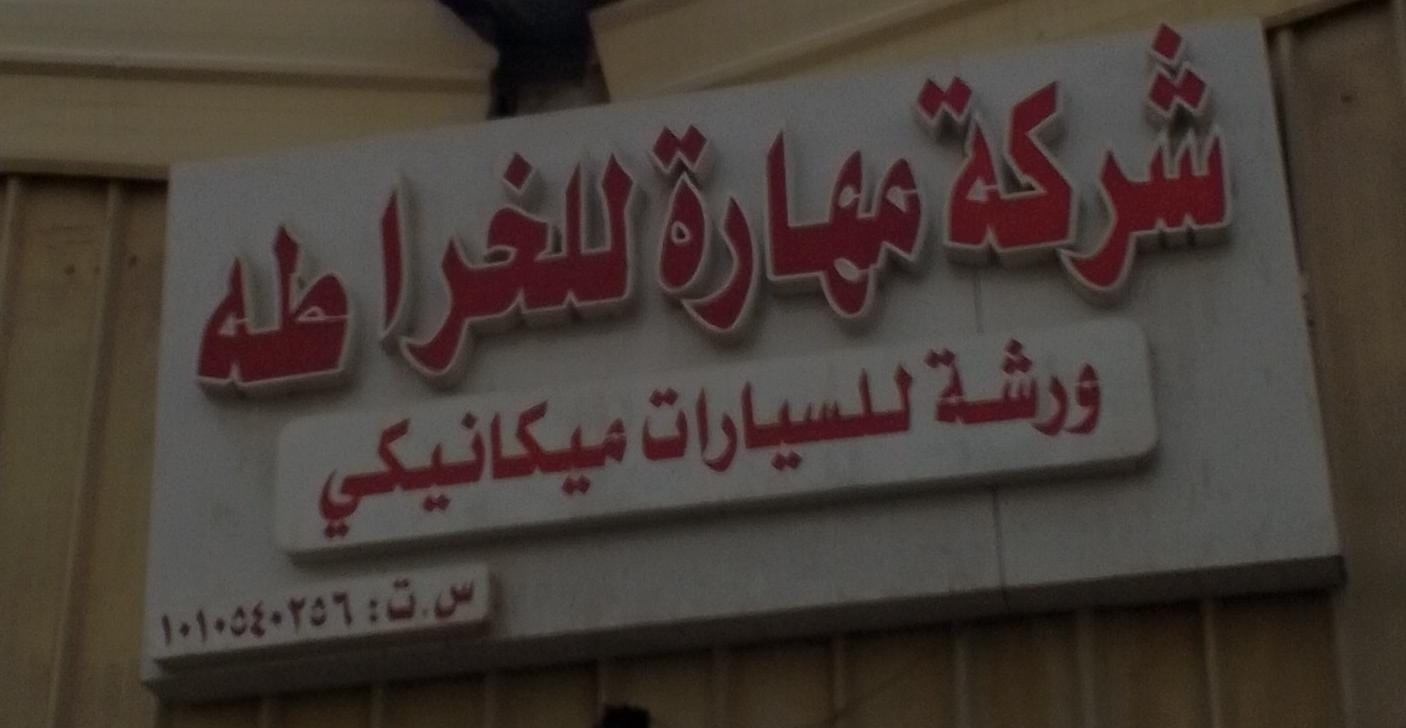 شركة مهارة للخراطه
ورشة للسيارات ميكانيكي
س.ت: ١٠١٠٥٤٠٢٥٦